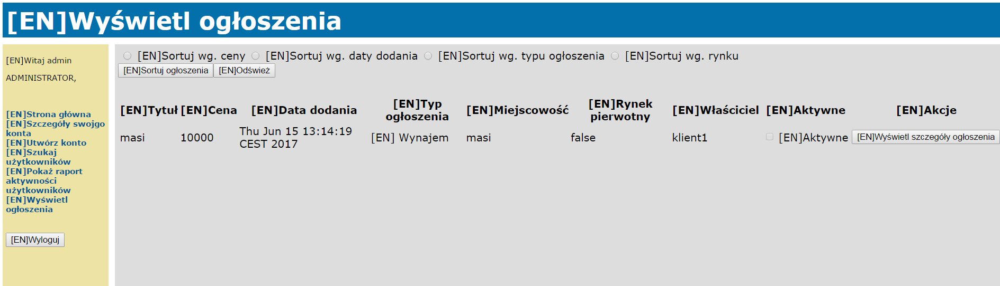 [EN]Wyświetl ogłoszenia
[EN]Witaj admin
ADMINISTRATOR,
[EN]Strona główna
[EN]Szczegóły swojgo
konta
[EN]Utwórz konto
[EN]Szukaj
użytkowników
[EN]Pokaż raport
aktywności
użytkowników
[EN]Wyświetl
ogłoszenia
[EN]Wyloguj
[EN]Sortuj wg. ceny [EN]Sortuj wg. daty dodania [EN]Sortuj wg. typu ogłoszenia [EN]Sortuj wg. rynku
[EN]Sortuj ogłoszenia [EN]Odśwież
[EN]Tytuł [EN]Cena [EN]Data dodania [EN]Typ ogłoszenia [EN]Miejscowość [EN]Rynek pierwotny [EN]Właściciel [EN]Aktywne [EN]Akcje
masi 10000 Thu Jun 15 13:14:19 CEST 2017 [EN] Wynajem masi false klient1 [EN]Aktywne [EN]Wyświetl szczegóły ogłoszenia